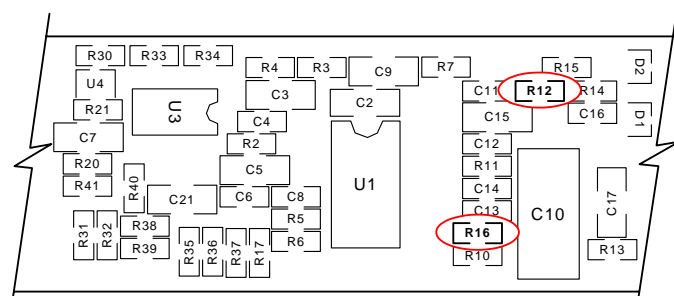 R30 R33 R34
R4 R3 C9 R7 R15 D2
U4 C3 C11 R12 R14
R21 U3 C2 C15 C16 D1
C7 C4
R2 C12
R20 C5 R11
R41 R40 U1 C14
C21 C6 C8 C13 C10 C17
R31 R32 R38 R5 R16
R39 R35 R36 R37 R17 R6 R10 R13